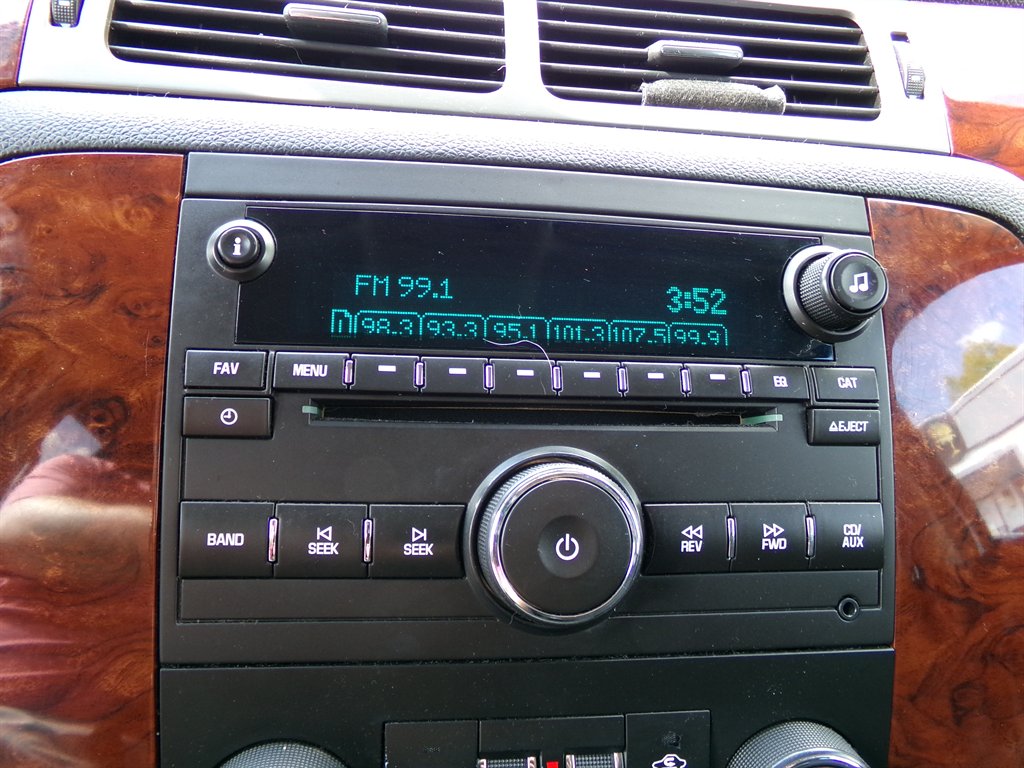 i
FM 99.1
3:52
98.3 93.3 95.1 101.3 107.5 99.9
FAV MENU EQ CAT
EJECT
BAND SEEK SEEK REV FWD CD/AUX